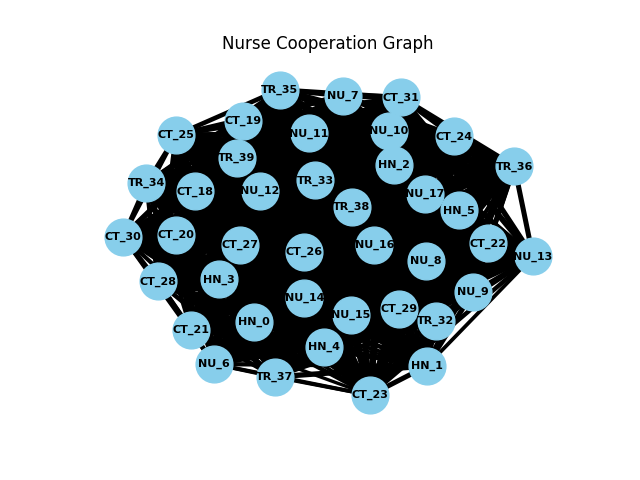 Nurse Cooperation Graph
TR_35
NU_7
CT_31
CT_19
CT_25
NU_11
NU_10
CT_24
TR_39
HN_2
TR_36
TR_34
CT_18
NU_12
TR_33
NU_17
TR_38
HN_5
CT_30
CT_20
CT_27
CT_26
NU_16
CT_22
NU_8
NU_13
CT_28
HN_3
NU_9
NU_14
CT_29
NU_15
TR_32
HN_0
CT_21
HN_4
NU_6
HN_1
TR_37
CT_23